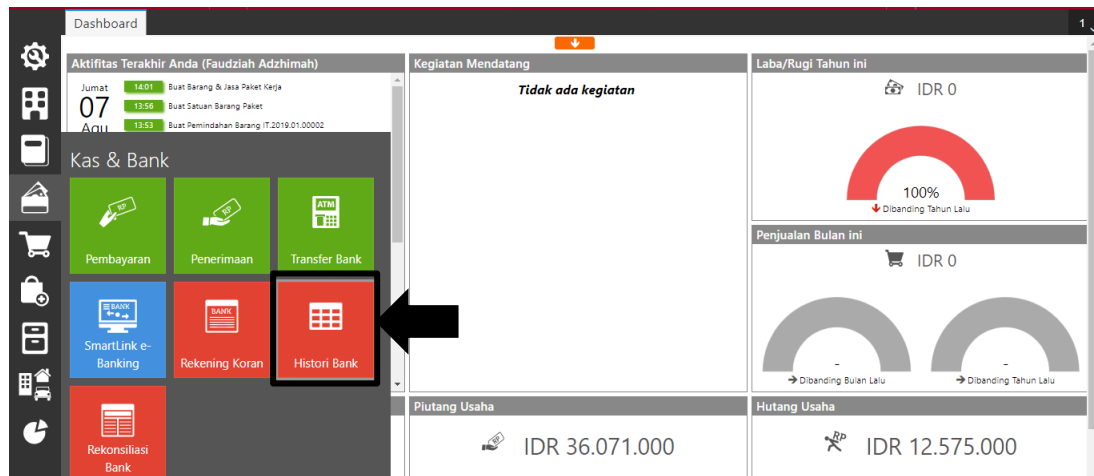 Dashboard
1
Aktifitas Terakhir Anda (Faudziah Adzhimah)
Jumat
07
Agu
14:01 Buat Barang & Jasa Paket Kerja
13:56 Buat Satuan Barang Paket
13:53 Buat Pemindahan Barang IT.2019.01.00002
Kegiatan Mendatang
Tidak ada kegiatan
Laba/Rugi Tahun ini
IDR 0
100%
Dibanding Tahun Lalu
Kas & Bank
RP
Pembayaran
RP
Penerimaan
ATM
Transfer Bank
BANK
SmartLink e-
Banking
BANK
Rekening Koran
Histori Bank
Rekonsiliasi
Bank
Penjualan Bulan ini
IDR 0
-
Dibanding Bulan Lalu
-
Dibanding Tahun Lalu
Piutang Usaha
RP
IDR 36.071.000
Hutang Usaha
RP
IDR 12.575.000